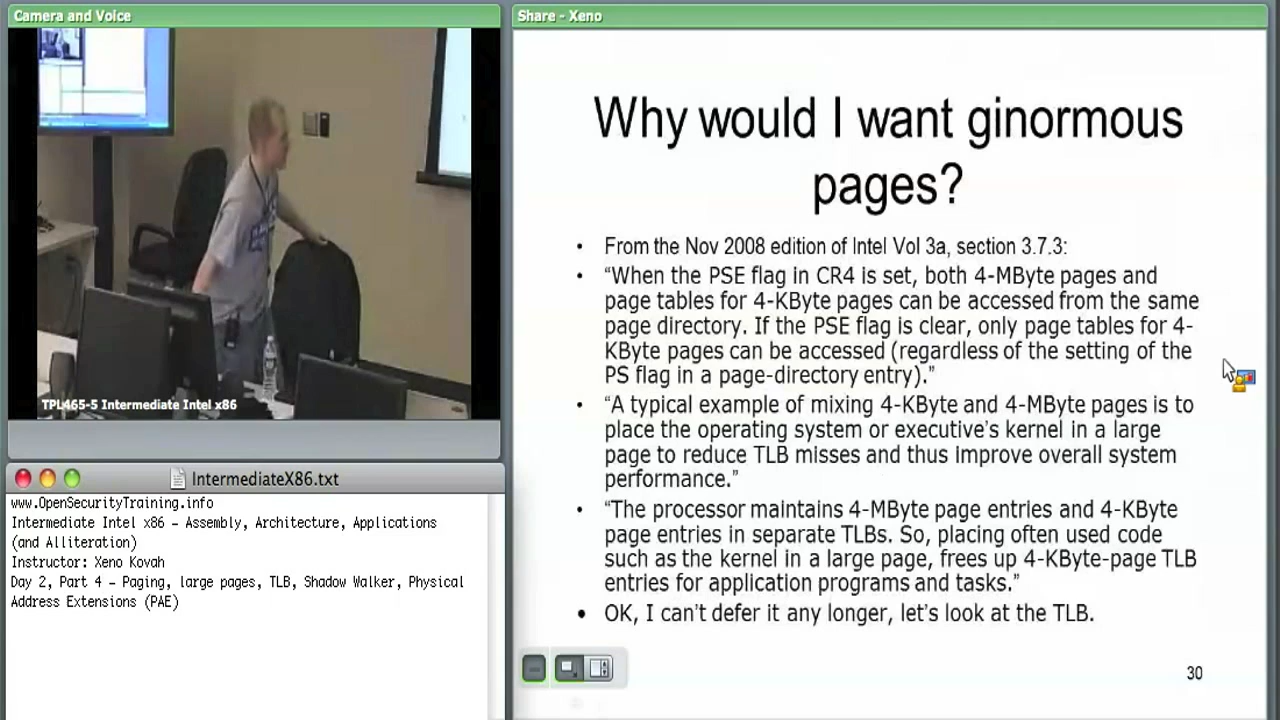 Camera and Voice
TPL465-5 Intermediate Intel x86
IntermediateX86.txt
www.OpenSecurityTraining.info
Intermediate Intel x86 – Assembly, Architecture, Applications
(and Alliteration)
Instructor: Xeno Kovah
Day 2, Part 4 – Paging, large pages, TLB, Shadow Walker, Physical
Address Extensions (PAE)
Share - Xeno
Why would I want ginormous
pages?
• From the Nov 2008 edition of Intel Vol 3a, section 3.7.3:
• “When the PSE flag in CR4 is set, both 4-MByte pages and
page tables for 4-KByte pages can be accessed from the same
page directory. If the PSE flag is clear, only page tables for 4-
KByte pages can be accessed (regardless of the setting of the
PS flag in a page-directory entry).”
• “A typical example of mixing 4-KByte and 4-MByte pages is to
place the operating system or executive’s kernel in a large
page to reduce TLB misses and thus improve overall system
performance.”
• “The processor maintains 4-MByte page entries and 4-KByte
page entries in separate TLBs. So, placing often used code
such as the kernel in a large page, frees up 4-KByte-page TLB
entries for application programs and tasks.”
• OK, I can’t defer it any longer, let’s look at the TLB.
30